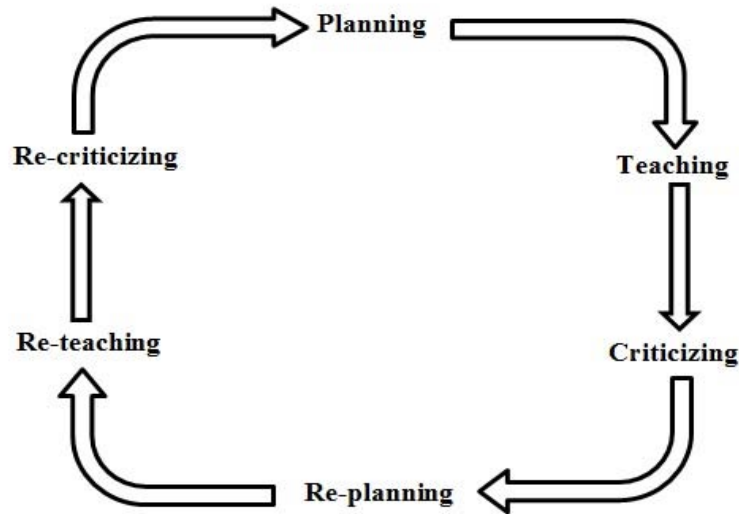 Planning
Teaching
Criticizing
Re-planning
Re-teaching
Re-criticizing